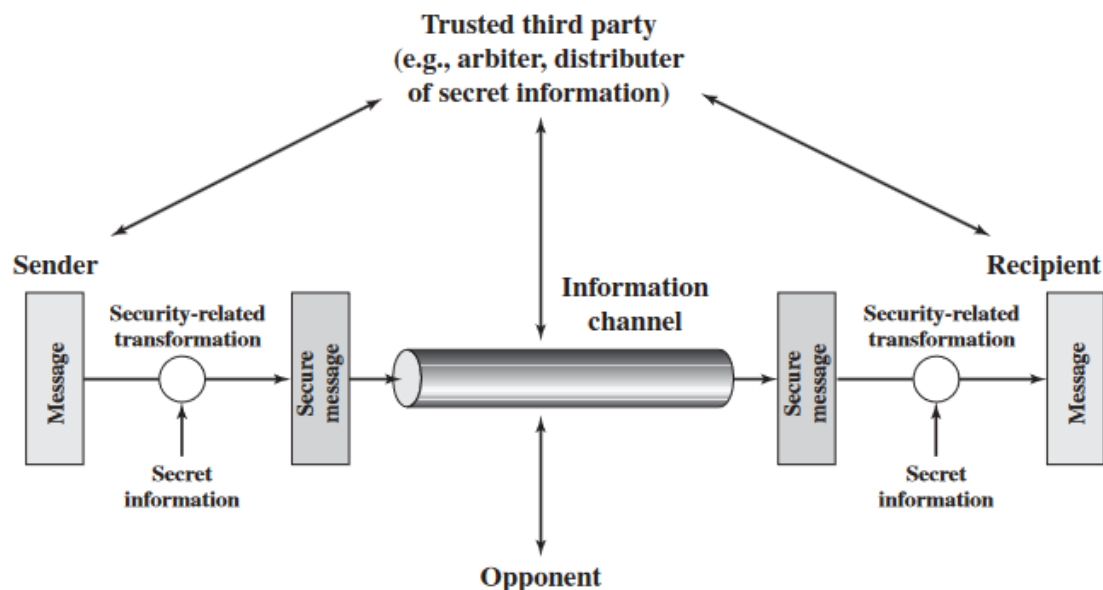 Trusted third party
(e.g., arbiter, distributer
of secret information)
Sender
Recipient
Information
channel
Security-related
transformation
Security-related
transformation
Message
Secure
message
Secure
message
Message
Secret
information
Secret
information
Opponent